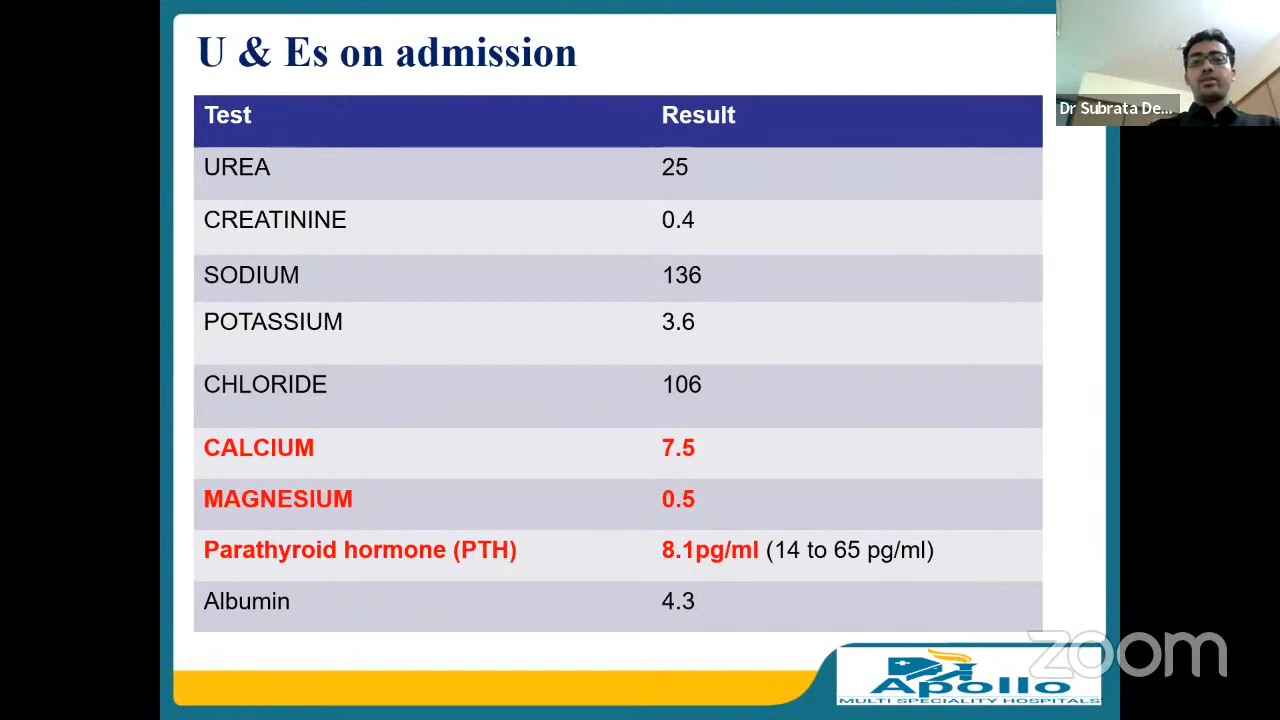 U & Es on admission
Test Result
UREA 25
CREATININE 0.4
SODIUM 136
POTASSIUM 3.6
CHLORIDE 106
CALCIUM 7.5
MAGNESIUM 0.5
Parathyroid hormone (PTH) 8.1pg/ml (14 to 65 pg/ml)
Albumin 4.3
Dr Subrata De...
zoom
Apollo
MULTI SPECIALITY HOSPITALS